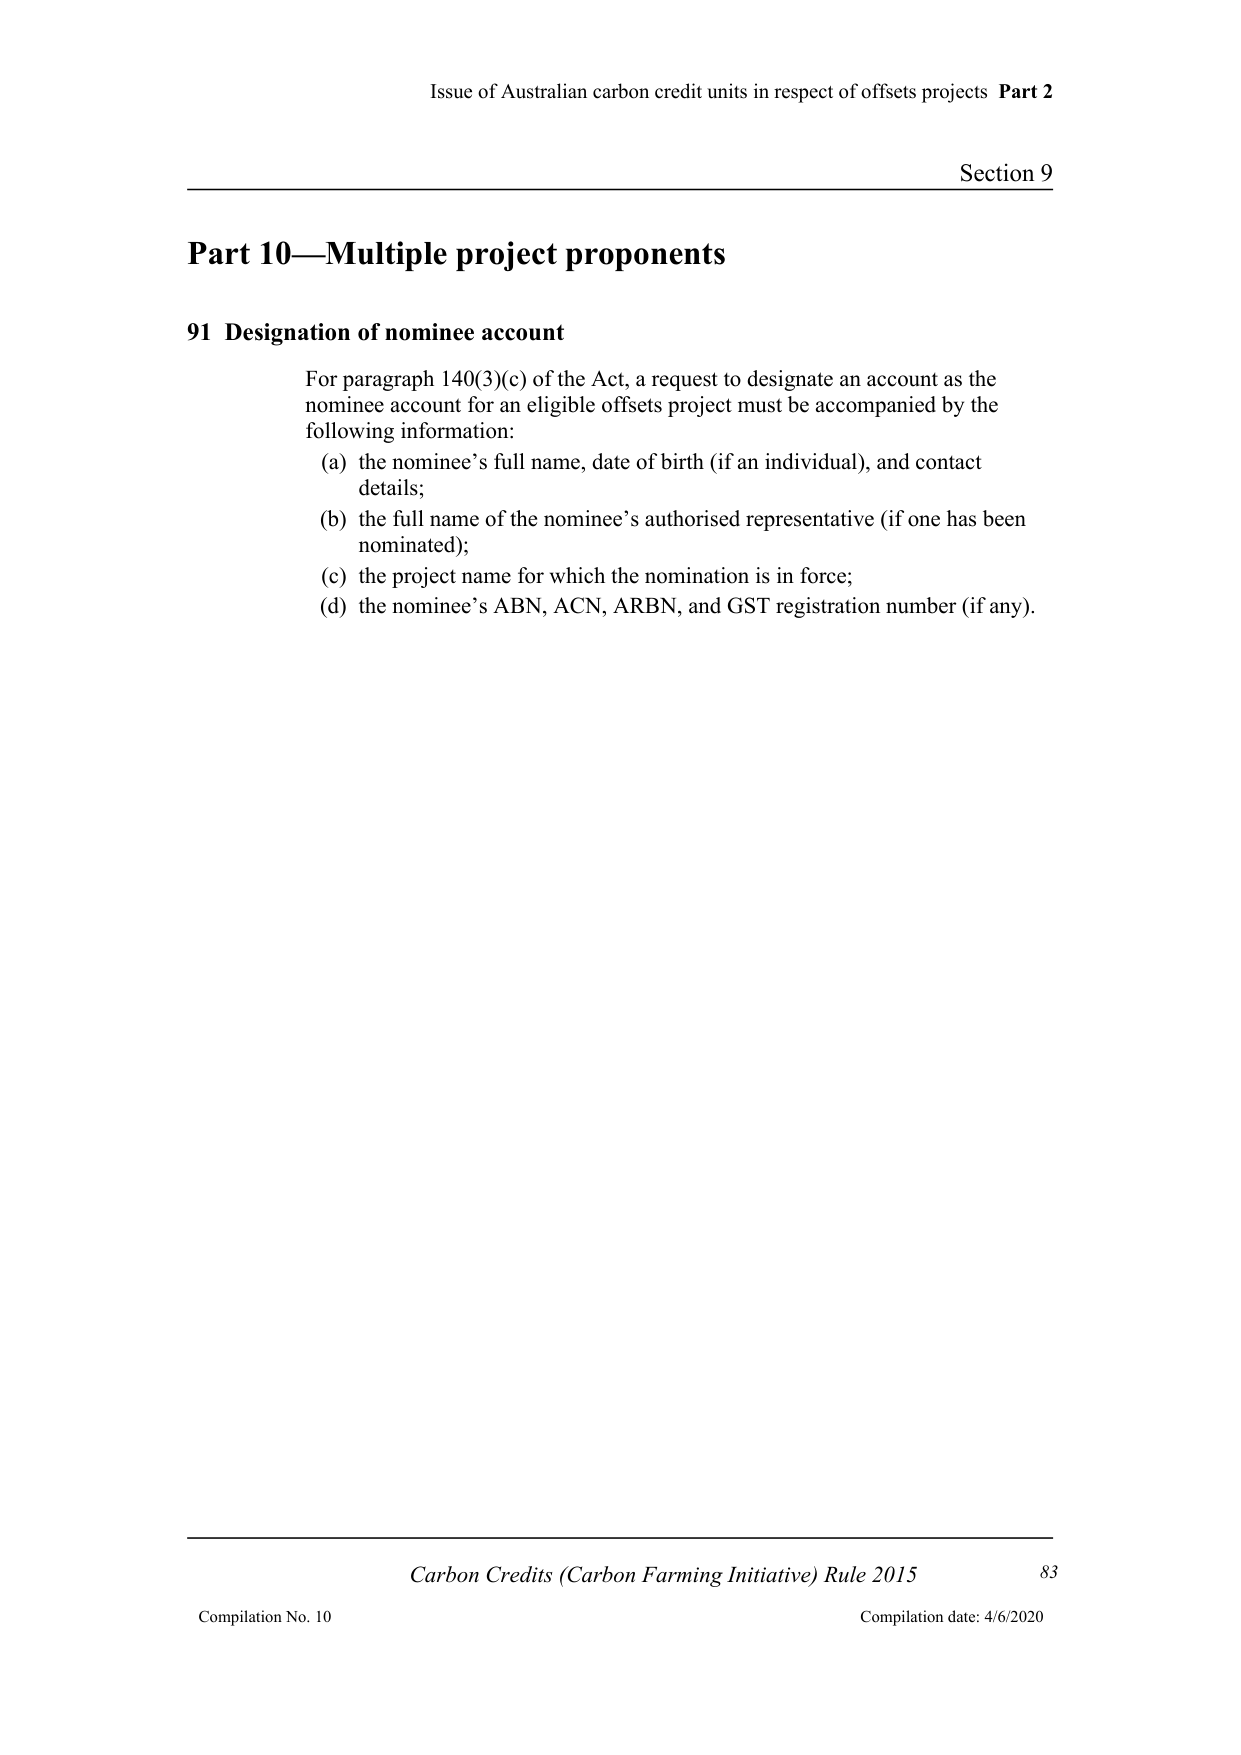 Issue of Australian carbon credit units in respect of offsets projects Part 2
Section 9
Part 10—Multiple project proponents
91 Designation of nominee account
For paragraph 140(3)(c) of the Act, a request to designate an account as the
nominee account for an eligible offsets project must be accompanied by the
following information:
(a) the nominee’s full name, date of birth (if an individual), and contact
details;
(b) the full name of the nominee’s authorised representative (if one has been
nominated);
(c) the project name for which the nomination is in force;
(d) the nominee’s ABN, ACN, ARBN, and GST registration number (if any).
Carbon Credits (Carbon Farming Initiative) Rule 2015 83
Compilation No. 10 Compilation date: 4/6/2020